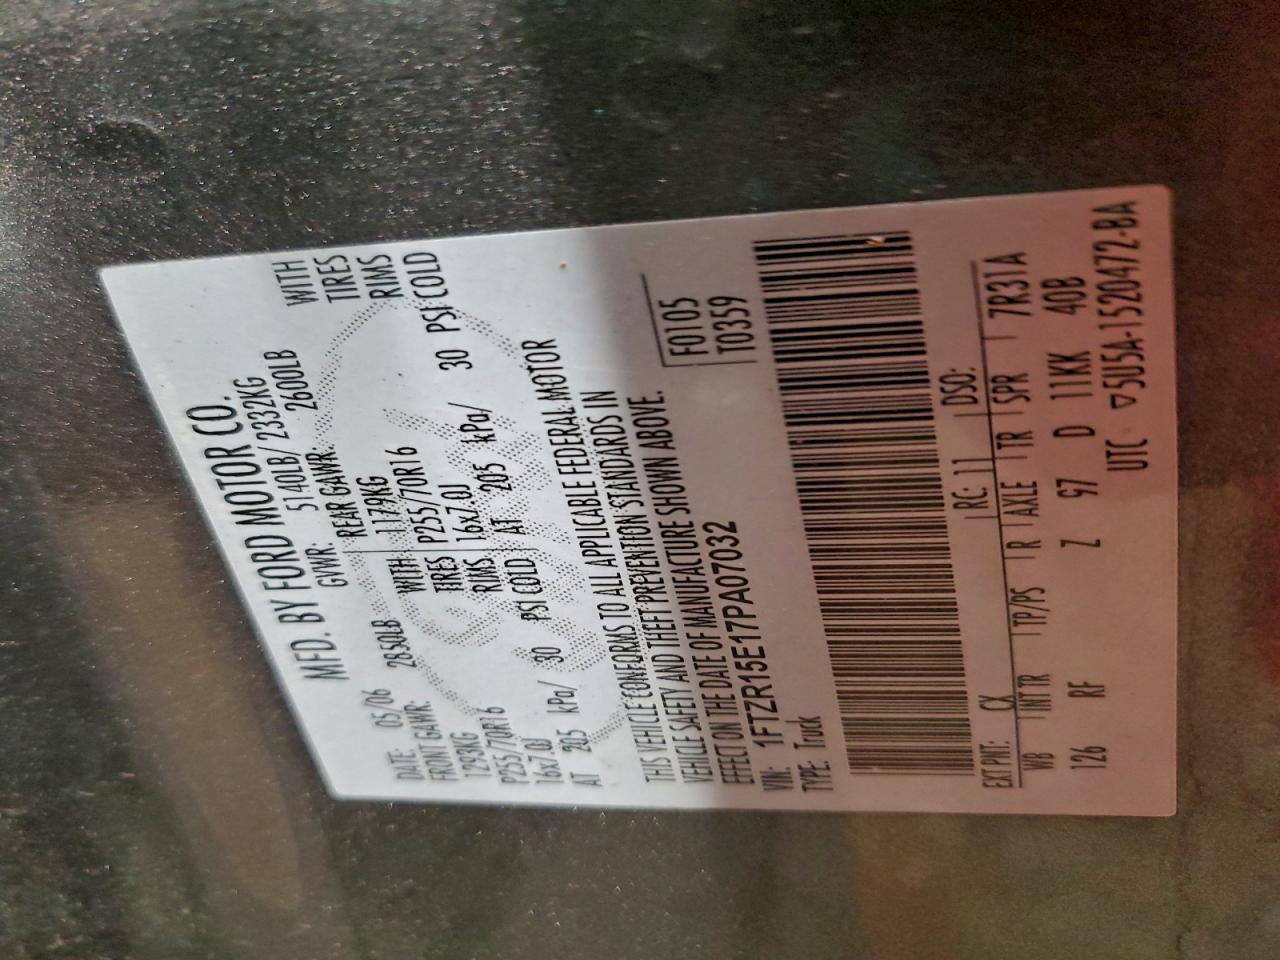 MFD. BY FORD MOTOR CO.
DATE: 05/06 GVWR: 5140LB/ 2332KG
FRONT GAWR: 2850LB REAR GAWR: 2600LB
1293KG WITH 1179KG WITH
P255/70R16 TIRES P255/70R16 TIRES
16x7.0J RIMS 16x7.0J RIMS
AT 205 kPa/ 30 PSI COLD AT 205 kPa/ 30 PSI COLD
THIS VEHICLE CONFORMS TO ALL APPLICABLE FEDERAL MOTOR
VEHICLE SAFETY AND THEFT PREVENTION STANDARDS IN
EFFECT ON THE DATE OF MANUFACTURE SHOWN ABOVE.
VIN: 1FTZR15E17PA07032 F0105
TYPE: Truck T0359
EXT PNT: CX RC: 11 DSO:
WB INT TR TP/PS R AXLE TR SPR 7R31A
126 RF Z 97 D 11KK 40B
UTC ▽5U5A-1520472-BA